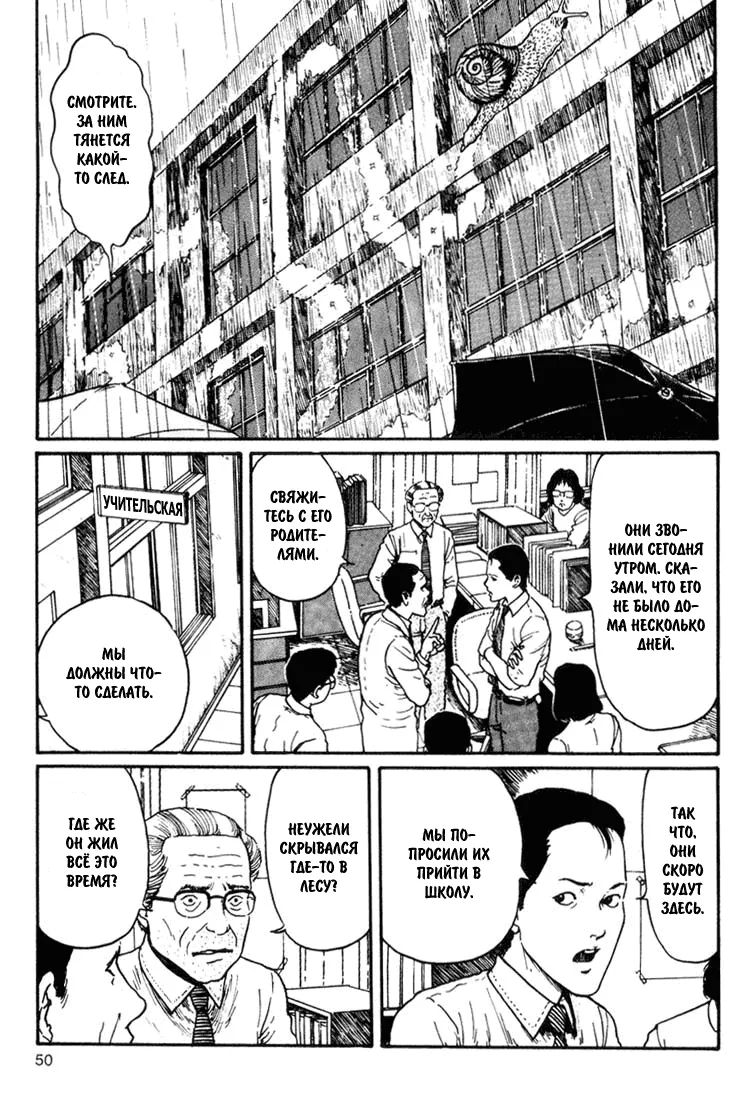 СМОТРИТЕ.
ЗА НИМ
ТЯНЕТСЯ
КАКОЙ-
ТО СЛЕД.
УЧИТЕЛЬСКАЯ
МЫ
ДОЛЖНЫ ЧТО-
ТО СДЕЛАТЬ.
СВЯЖИ-
ТЕСЬ С ЕГО
РОДИТЕ-
ЛЯМИ.
ОНИ ЗВО-
НИЛИ СЕГОДНЯ
УТРОМ. СКА-
ЗАЛИ, ЧТО ЕГО
НЕ БЫЛО ДО-
МА НЕСКОЛЬКО
ДНЕЙ.
ГДЕ ЖЕ
ОН ЖИЛ
ВСЁ ЭТО
ВРЕМЯ?
НЕУЖЕЛИ
СКРЫВАЛСЯ
ГДЕ-ТО В
ЛЕСУ?
МЫ ПО-
ПРОСИЛИ ИХ
ПРИЙТИ В
ШКОЛУ.
ТАК
ЧТО,
ОНИ
СКОРО
БУДУТ
ЗДЕСЬ.
50